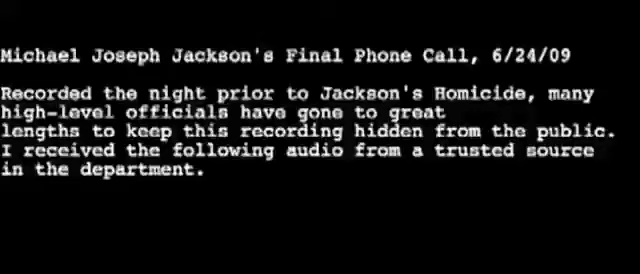 Michael Joseph Jackson's Final Phone Call, 6/24/09
Recorded the night prior to Jackson's Homicide, many
high-level officials have gone to great
lengths to keep this recording hidden from the public.
I received the following audio from a trusted source
in the department.